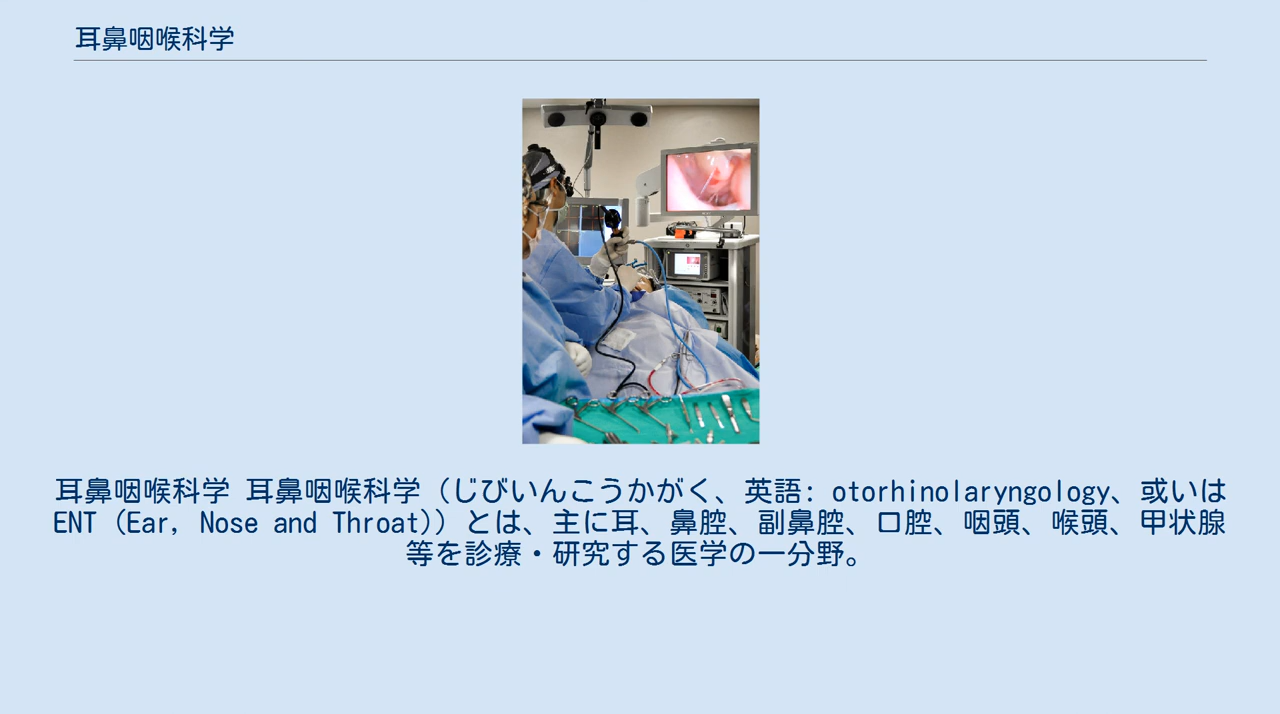 耳鼻咽喉科学
耳鼻咽喉科学 耳鼻咽喉科学（じびいんこうかがく、英語: otorhinolaryngology、或いは
ENT（Ear, Nose and Throat））とは、主に耳、鼻腔、副鼻腔、口腔、咽頭、喉頭、甲状腺
等を診療・研究する医学の一分野。